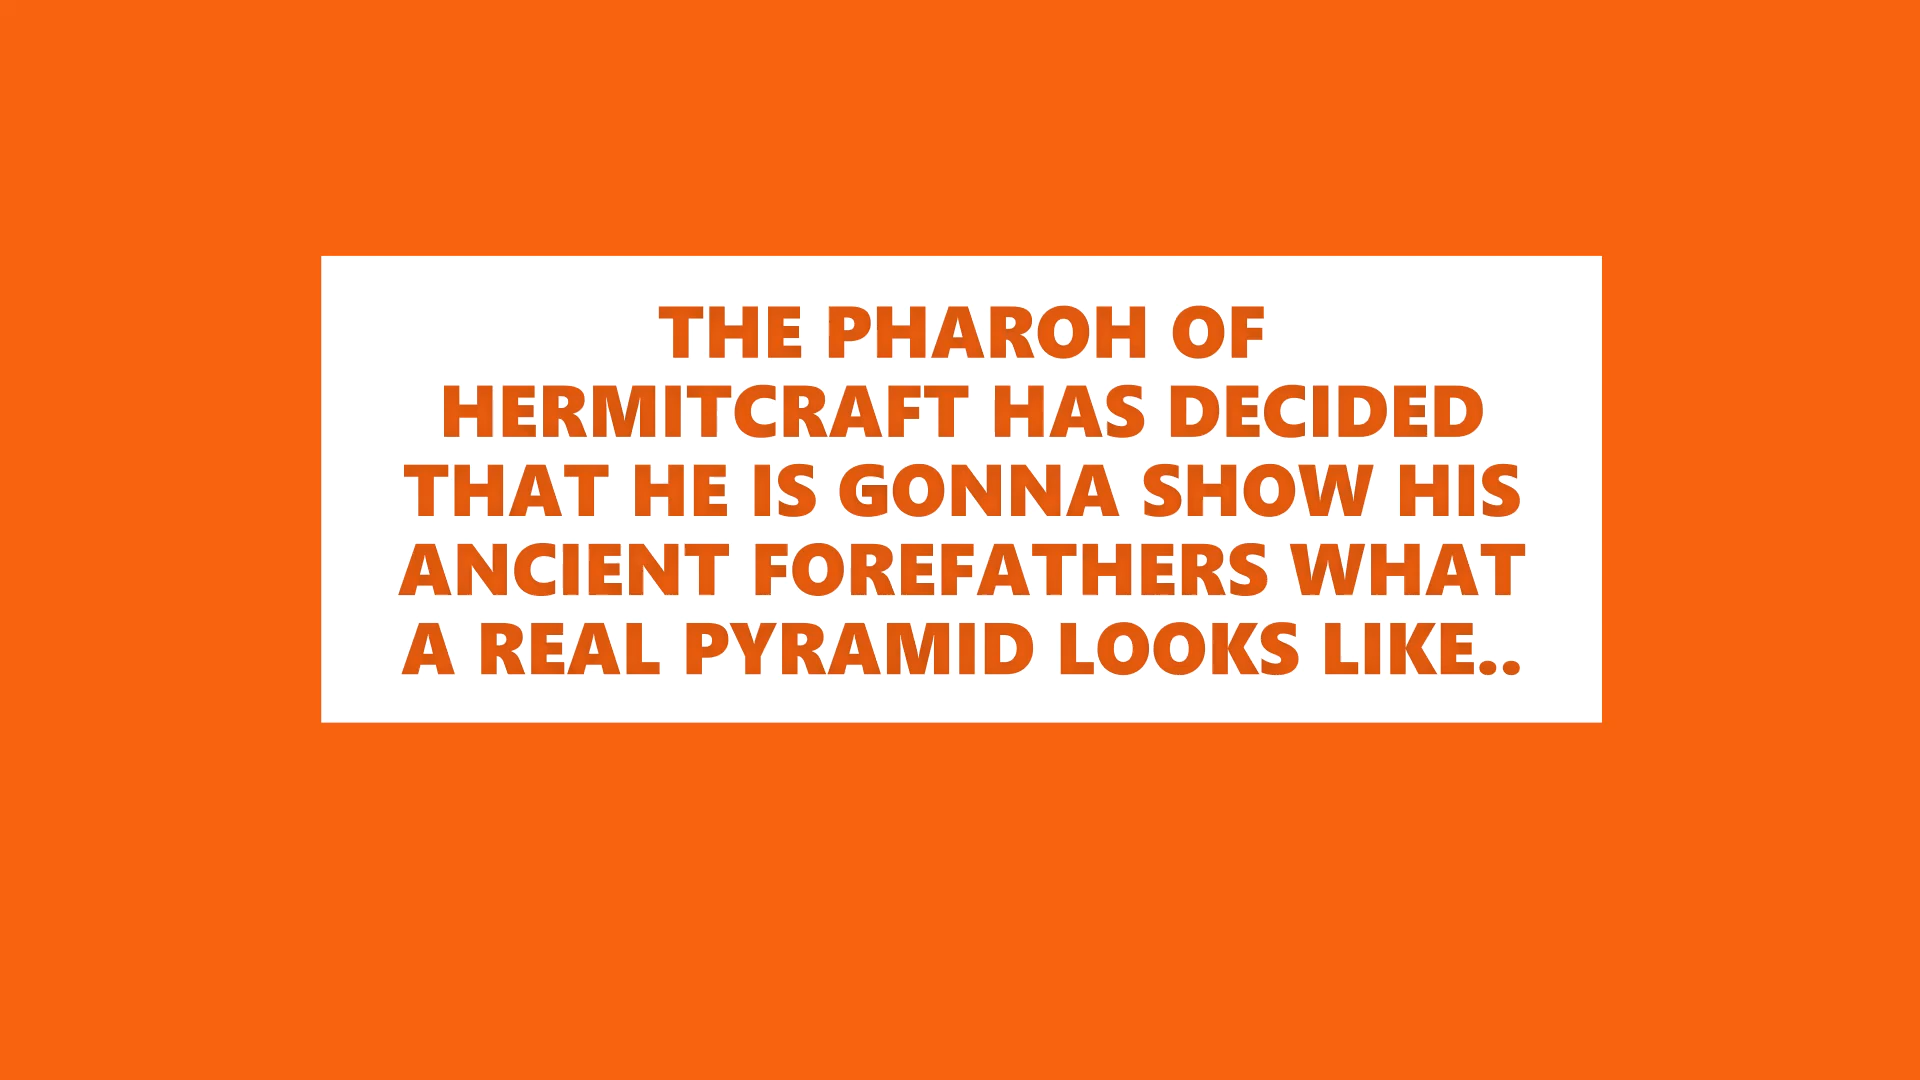 THE PHAROH OF
HERMITCRAFT HAS DECIDED
THAT HE IS GONNA SHOW HIS
ANCIENT FOREFATHERS WHAT
A REAL PYRAMID LOOKS LIKE..